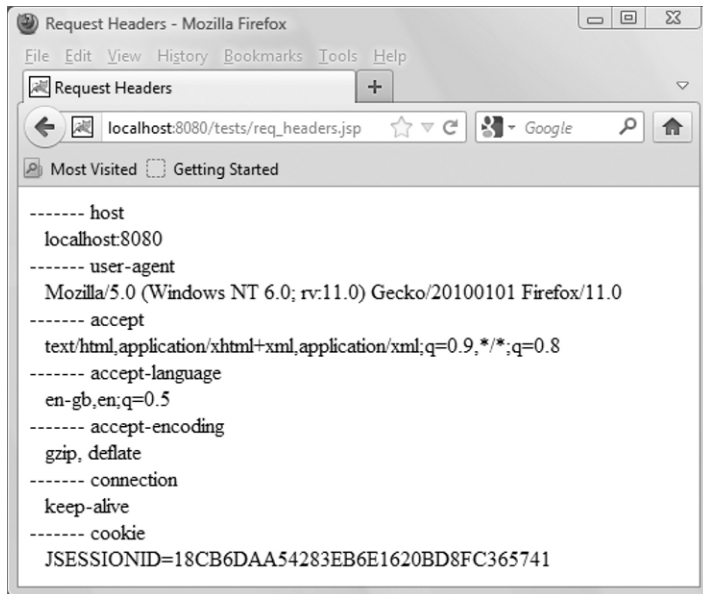 Request Headers - Mozilla Firefox
File Edit View History Bookmarks Tools Help
Request Headers
localhost:8080/tests/req_headers.jsp
Google
Most Visited Getting Started
------- host
localhost:8080
------- user-agent
Mozilla/5.0 (Windows NT 6.0; rv:11.0) Gecko/20100101 Firefox/11.0
------- accept
text/html,application/xhtml+xml,application/xml;q=0.9,*/*;q=0.8
------- accept-language
en-gb,en;q=0.5
------- accept-encoding
gzip, deflate
------- connection
keep-alive
------- cookie
JSESSIONID=18CB6DAA54283EB6E1620BD8FC365741